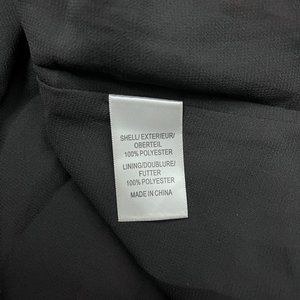 SHELL/ EXTERIEUR/
OBERTEIL
100% POLYESTER
LINING/DOUBLURE/
FUTTER
100% POLYESTER
MADE IN CHINA